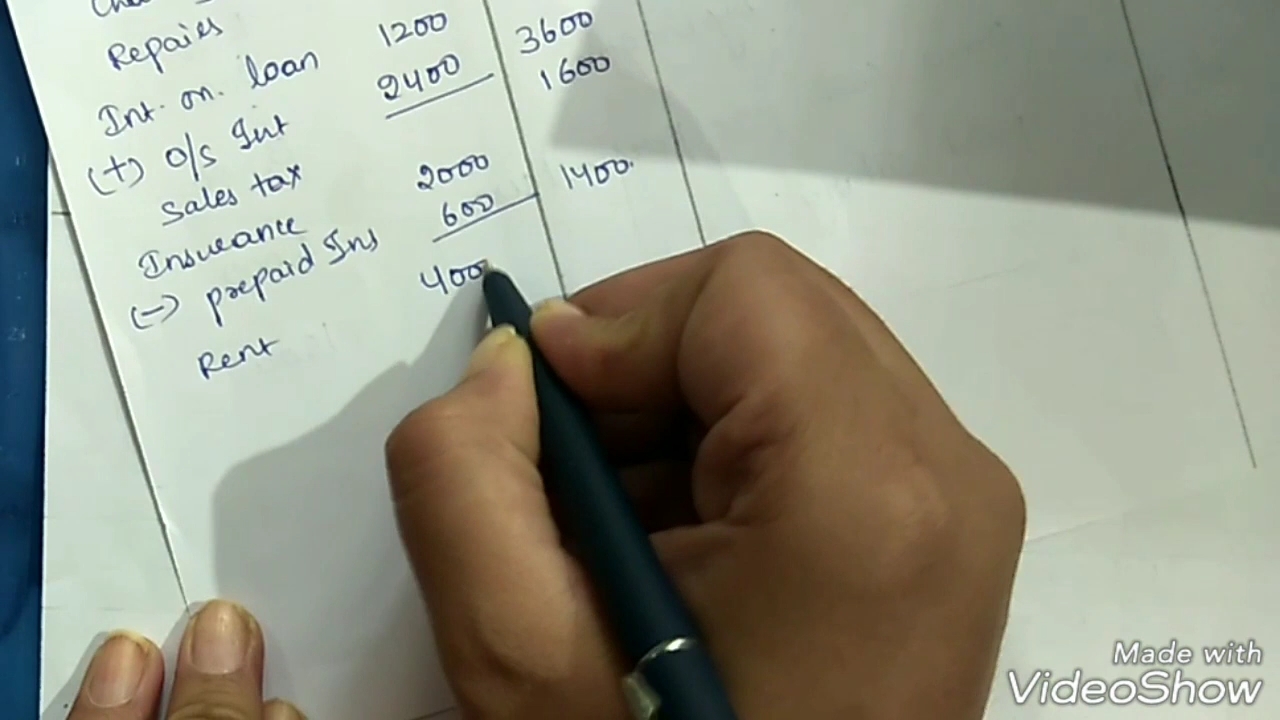 Repairs
Int. on. loan 1200
(+) o/s Int 2400 3600
Sales tax 1600
Insurance 2000
(-) prepaid Ins 600 1400.
Rent 400
Made with
VideoShow